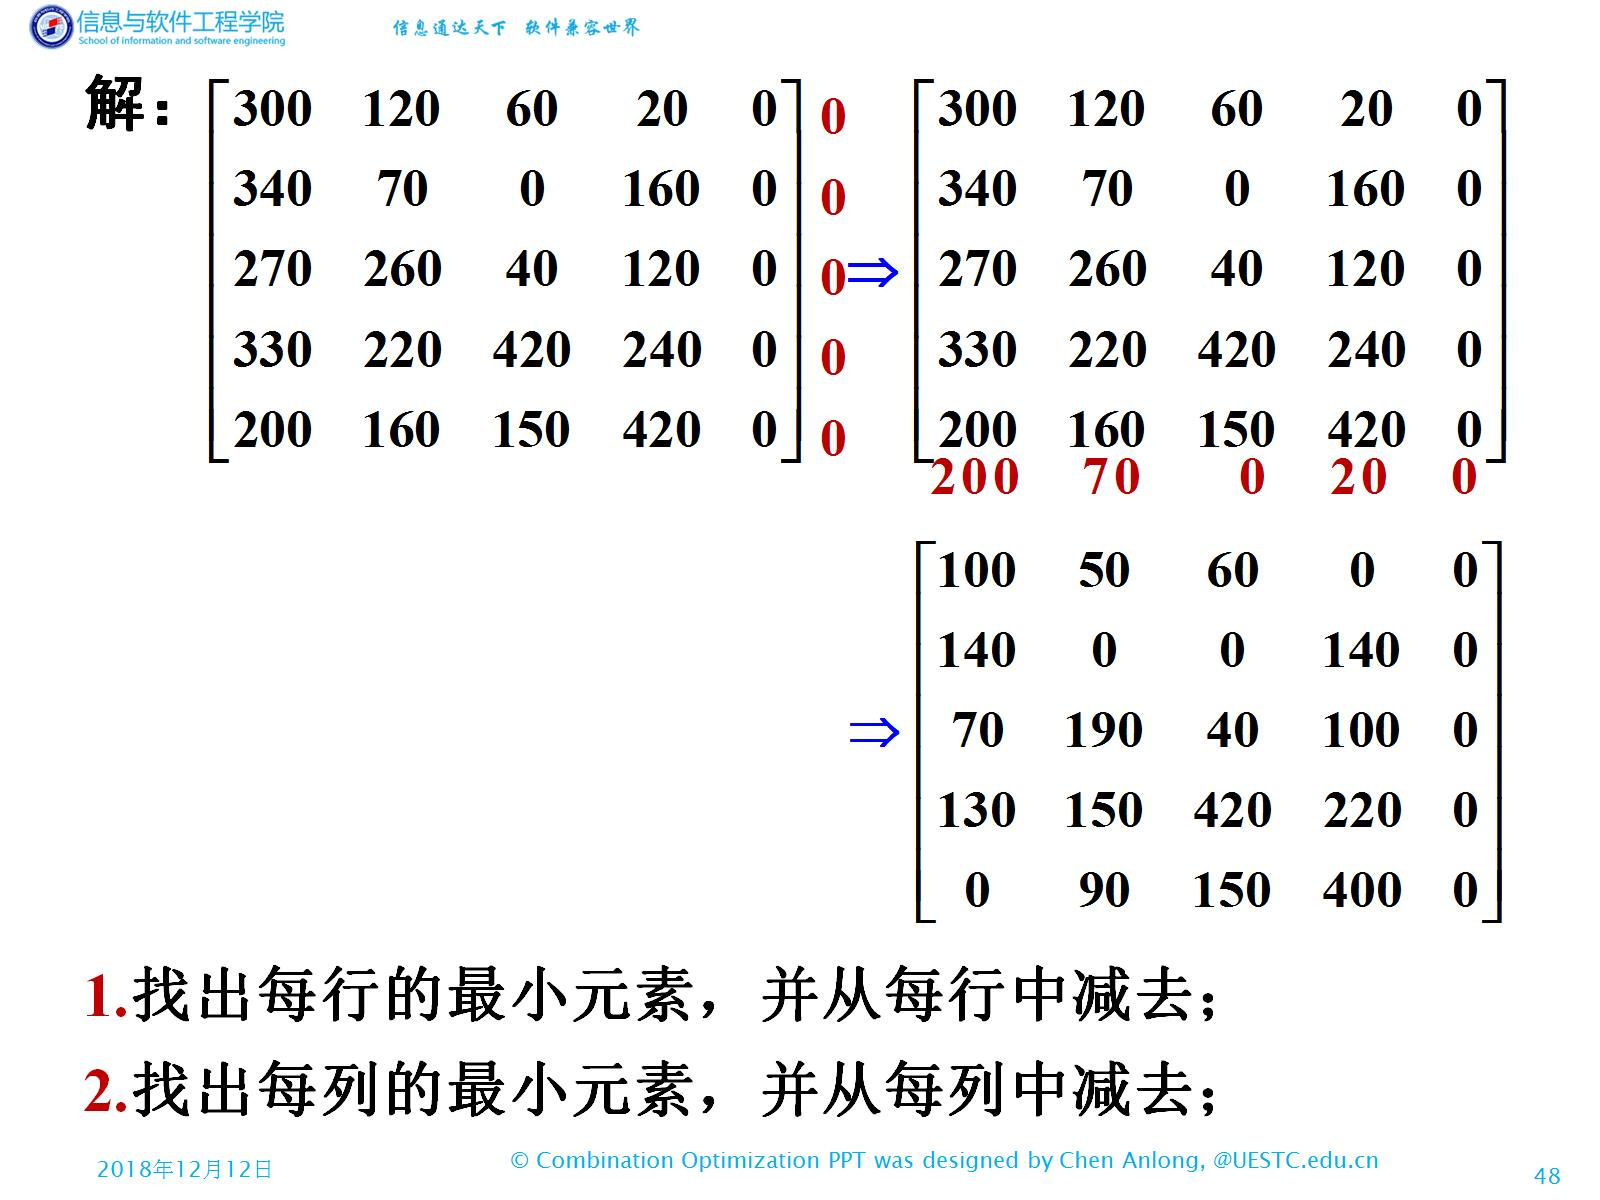 信息与软件工程学院
School of information and software engineering
信息通达天下 软件兼容世界
解：
300 120 60 20 0 0
340 70 0 160 0 0
270 260 40 120 0 0
330 220 420 240 0 0
200 160 150 420 0 0
⇒
300 120 60 20 0
340 70 0 160 0
270 260 40 120 0
330 220 420 240 0
200 160 150 420 0
200 70 0 20 0
⇒
100 50 60 0 0
140 0 0 140 0
70 190 40 100 0
130 150 420 220 0
0 90 150 400 0
1.找出每行的最小元素，并从每行中减去；
2.找出每列的最小元素，并从每列中减去；
2018年12月12日
© Combination Optimization PPT was designed by Chen Anlong, @UESTC.edu.cn
48